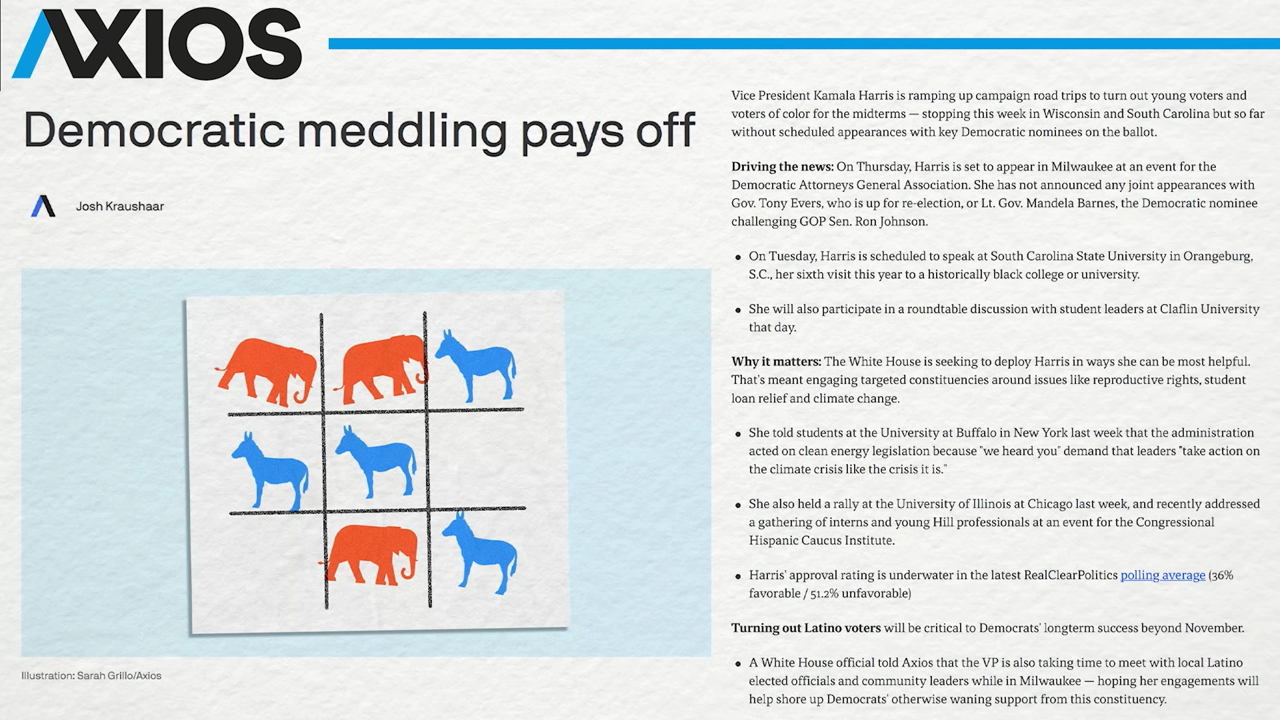 AXIOS
Democratic meddling pays off
Josh Kraushaar
Illustration: Sarah Grillo/Axios
Vice President Kamala Harris is ramping up campaign road trips to turn out young voters and
voters of color for the midterms — stopping this week in Wisconsin and South Carolina but so far
without scheduled appearances with key Democratic nominees on the ballot.
Driving the news: On Thursday, Harris is set to appear in Milwaukee at an event for the
Democratic Attorneys General Association. She has not announced any joint appearances with
Gov. Tony Evers, who is up for re-election, or Lt. Gov. Mandela Barnes, the Democratic nominee
challenging GOP Sen. Ron Johnson.
• On Tuesday, Harris is scheduled to speak at South Carolina State University in Orangeburg,
S.C., her sixth visit this year to a historically black college or university.
• She will also participate in a roundtable discussion with student leaders at Claflin University
that day.
Why it matters: The White House is seeking to deploy Harris in ways she can be most helpful.
That's meant engaging targeted constituencies around issues like reproductive rights, student
loan relief and climate change.
• She told students at the University at Buffalo in New York last week that the administration
acted on clean energy legislation because "we heard you" demand that leaders "take action on
the climate crisis like the crisis it is."
• She also held a rally at the University of Illinois at Chicago last week, and recently addressed
a gathering of interns and young Hill professionals at an event for the Congressional
Hispanic Caucus Institute.
• Harris' approval rating is underwater in the latest RealClearPolitics polling average (36%
favorable / 51.2% unfavorable)
Turning out Latino voters will be critical to Democrats' longterm success beyond November.
• A White House official told Axios that the VP is also taking time to meet with local Latino
elected officials and community leaders while in Milwaukee — hoping her engagements will
help shore up Democrats' otherwise waning support from this constituency.